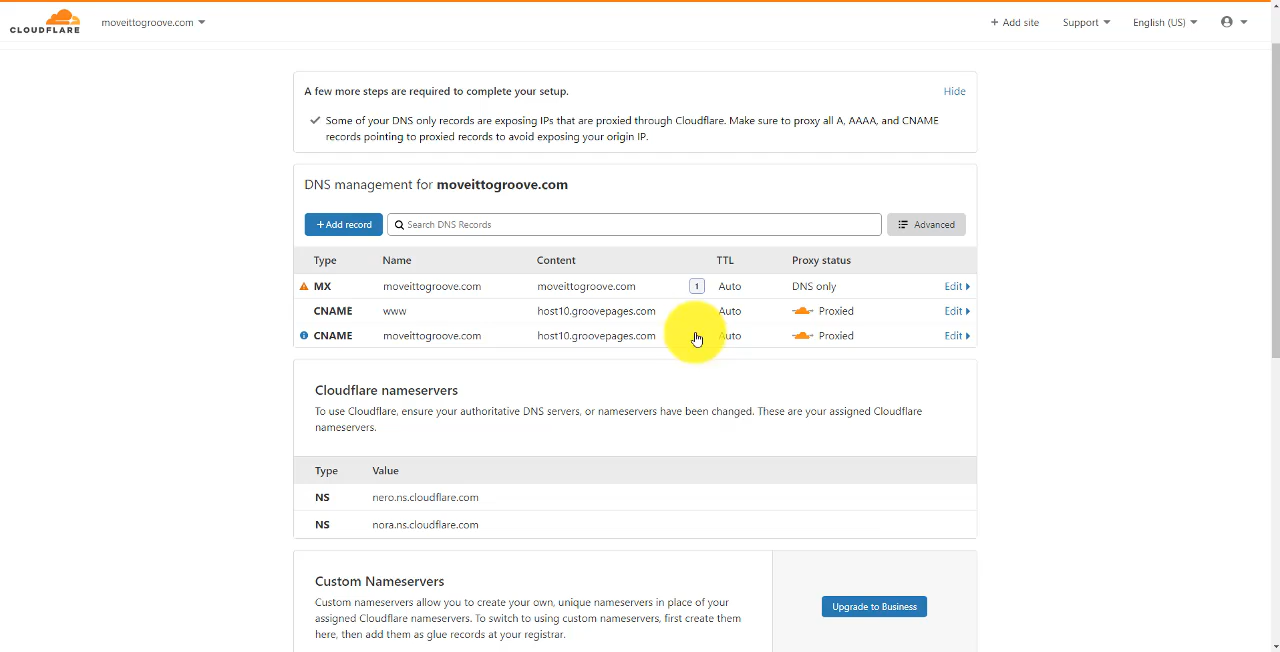 CLOUDFLARE
moveittogroove.com
+ Add site
Support
English (US)
A few more steps are required to complete your setup.
Hide
Some of your DNS only records are exposing IPs that are proxied through Cloudflare. Make sure to proxy all A, AAAA, and CNAME
records pointing to proxied records to avoid exposing your origin IP.
DNS management for moveittogroove.com
+Add record
Search DNS Records
Advanced
Type Name Content TTL Proxy status
MX moveittogroove.com moveittogroove.com 1 Auto DNS only Edit
CNAME www host10.groovepages.com Auto Proxied Edit
CNAME moveittogroove.com host10.groovepages.com Auto Proxied Edit
Cloudflare nameservers
To use Cloudflare, ensure your authoritative DNS servers, or nameservers have been changed. These are your assigned Cloudflare
nameservers.
Type Value
NS nero.ns.cloudflare.com
NS nora.ns.cloudflare.com
Custom Nameservers
Custom nameservers allow you to create your own, unique nameservers in place of your
assigned Cloudflare nameservers. To switch to using custom nameservers, first create them
here, then add them as glue records at your registrar.
Upgrade to Business